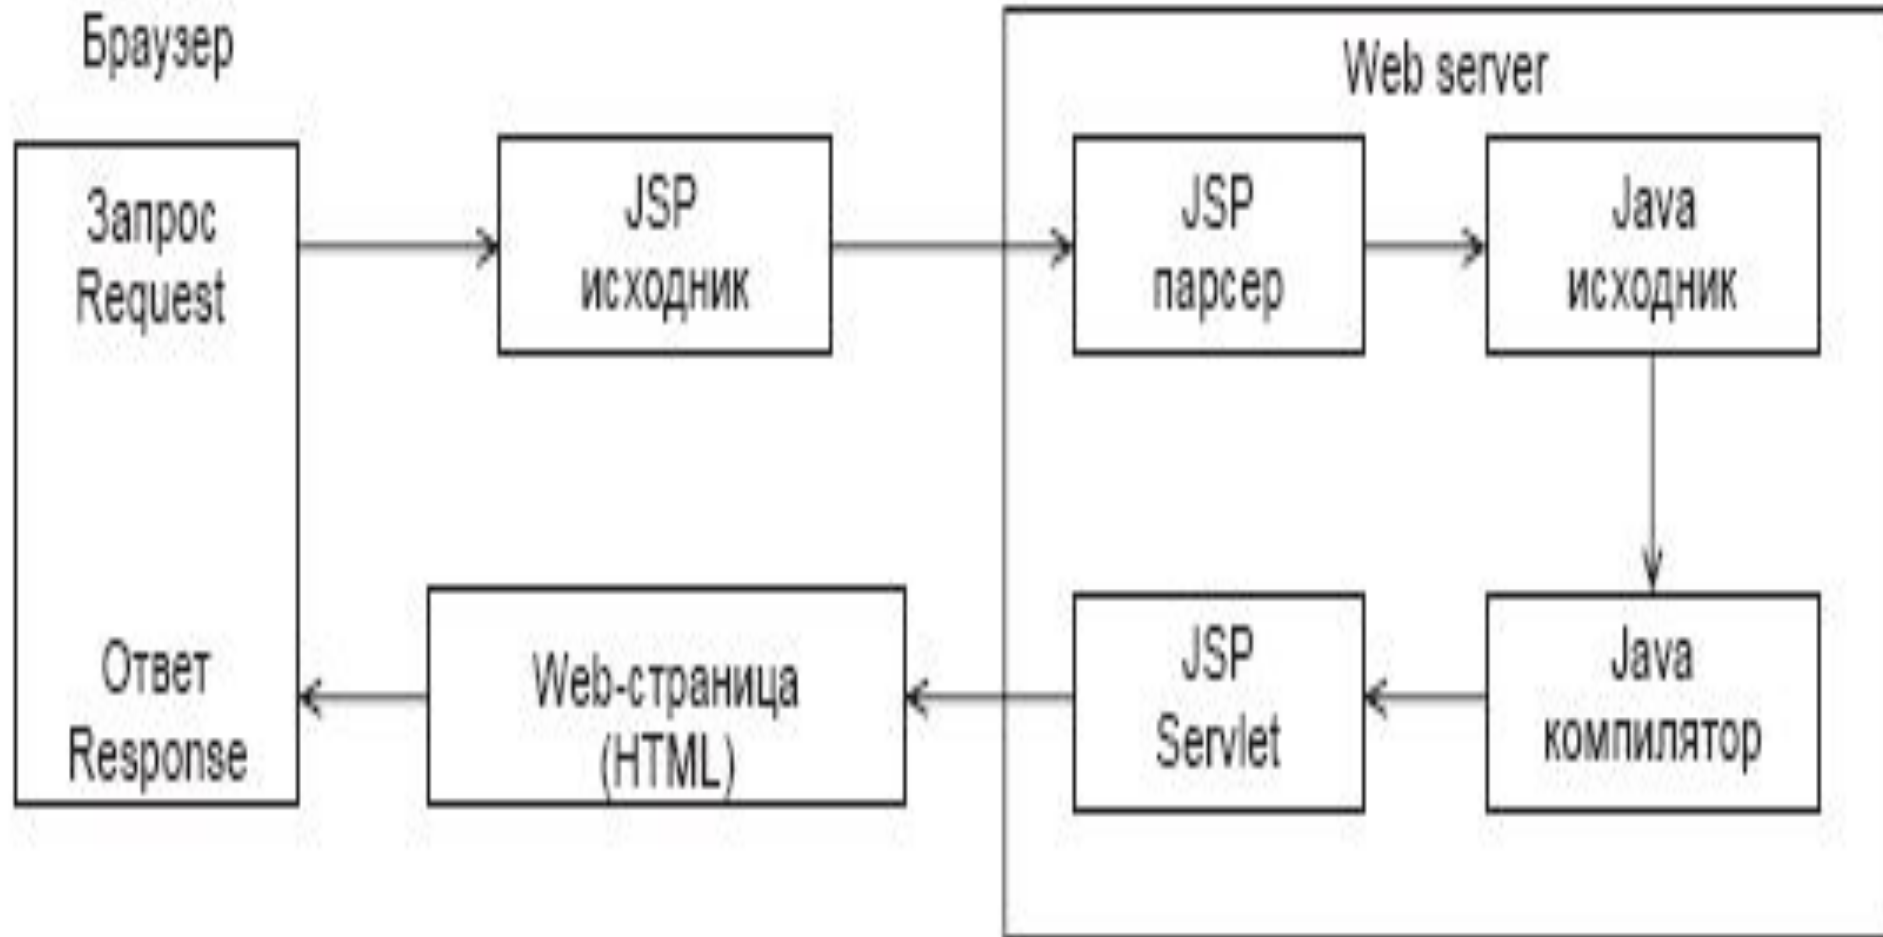 Браузер
Web server
Запрос
Request
JSP
исходник
JSP
парсер
Java
исходник
Ответ
Response
Web-страница
(HTML)
JSP
Servlet
Java
компилятор